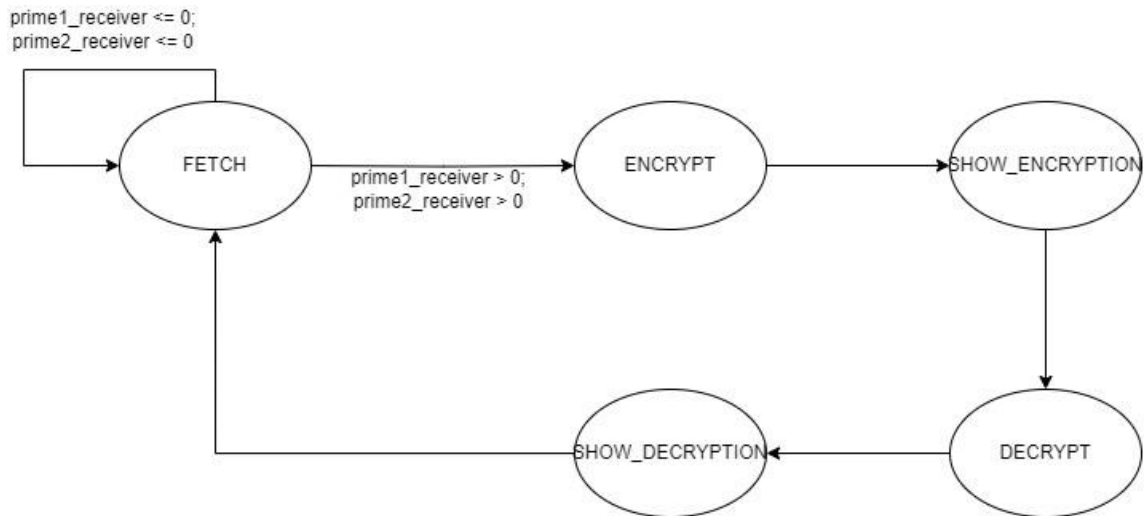 prime1_receiver <= 0;
prime2_receiver <= 0
FETCH
prime1_receiver > 0;
prime2_receiver > 0
ENCRYPT
SHOW_ENCRYPTION
SHOW_DECRYPTION
DECRYPT